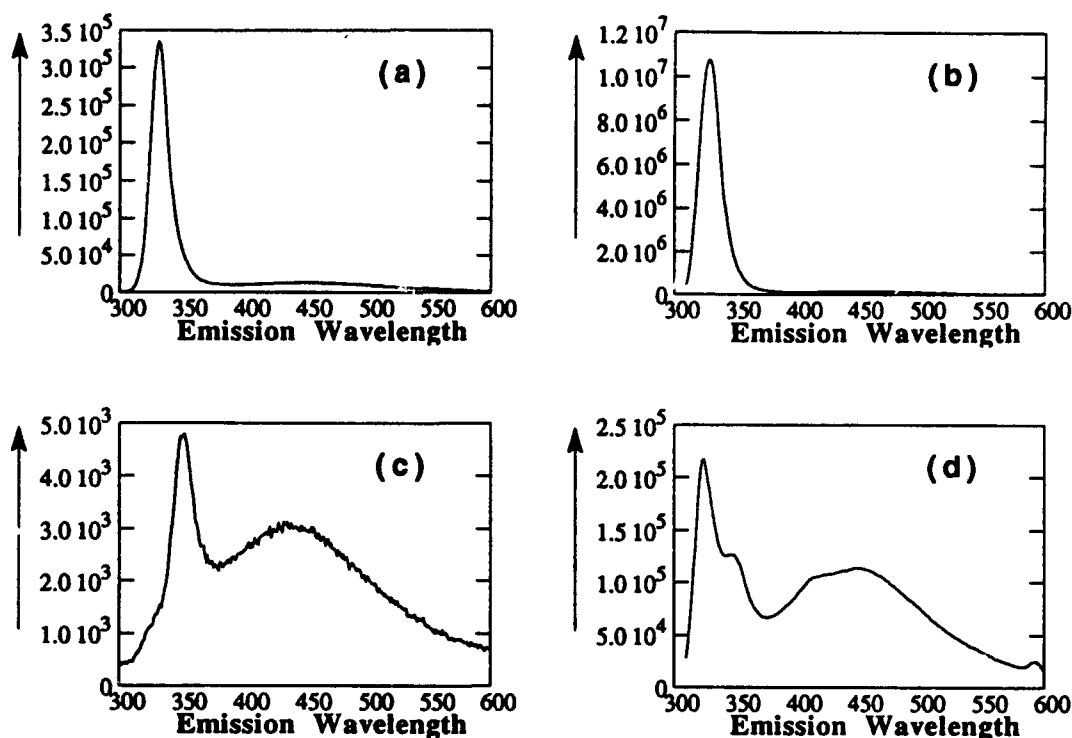 3.5 10^5
3.0 10^5
2.5 10^5
2.0 10^5
1.5 10^5
1.0 10^5
5.0 10^4
0
300 350 400 450 500 550 600
Emission Wavelength
(a)
1.2 10^7
1.0 10^7
8.0 10^6
6.0 10^6
4.0 10^6
2.0 10^6
0
300 350 400 450 500 550 600
Emission Wavelength
(b)
5.0 10^3
4.0 10^3
3.0 10^3
2.0 10^3
1.0 10^3
0
300 350 400 450 500 550 600
Emission Wavelength
(c)
2.5 10^5
2.0 10^5
1.5 10^5
1.0 10^5
5.0 10^4
0
300 350 400 450 500 550 600
Emission Wavelength
(d)